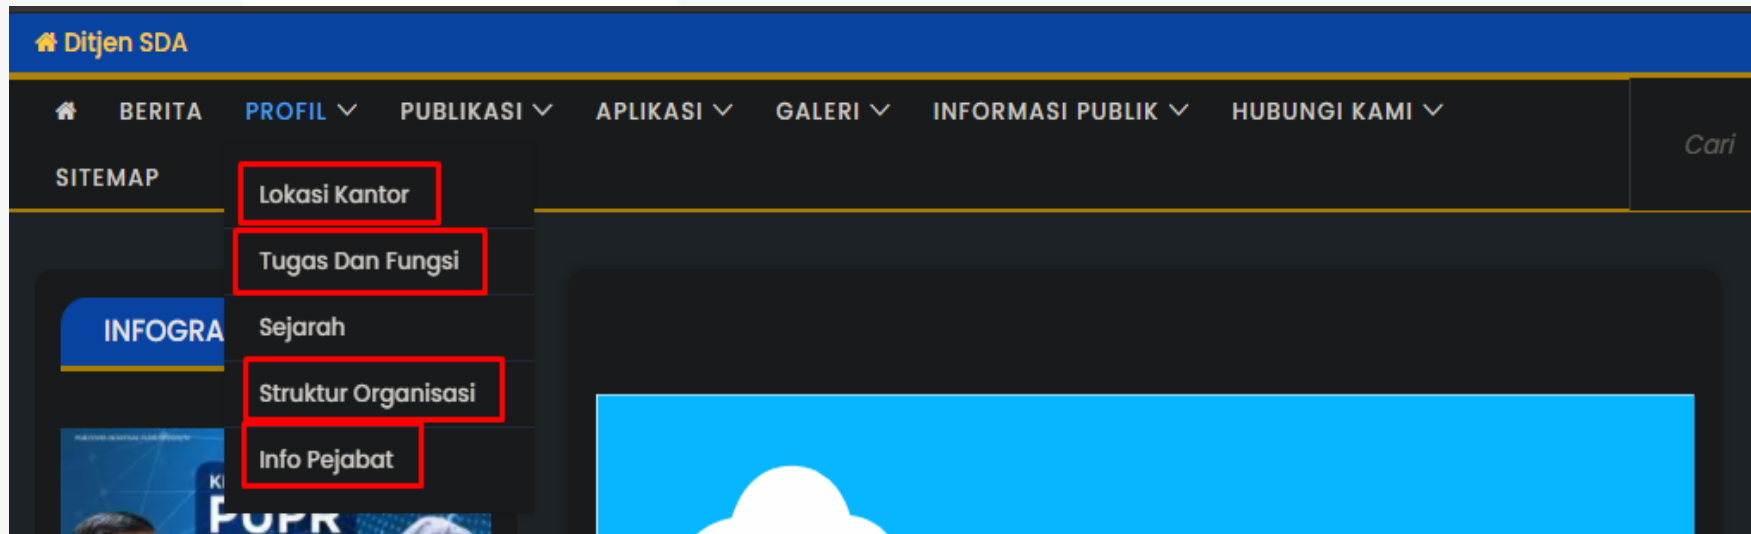 Ditjen SDA
BERITA PROFIL PUBLIKASI APLIKASI GALERI INFORMASI PUBLIK HUBUNGI KAMI
Cari
SITEMAP
Lokasi Kantor
Tugas Dan Fungsi
INFOGRA
Sejarah
Struktur Organisasi
Info Pejabat
PUPR